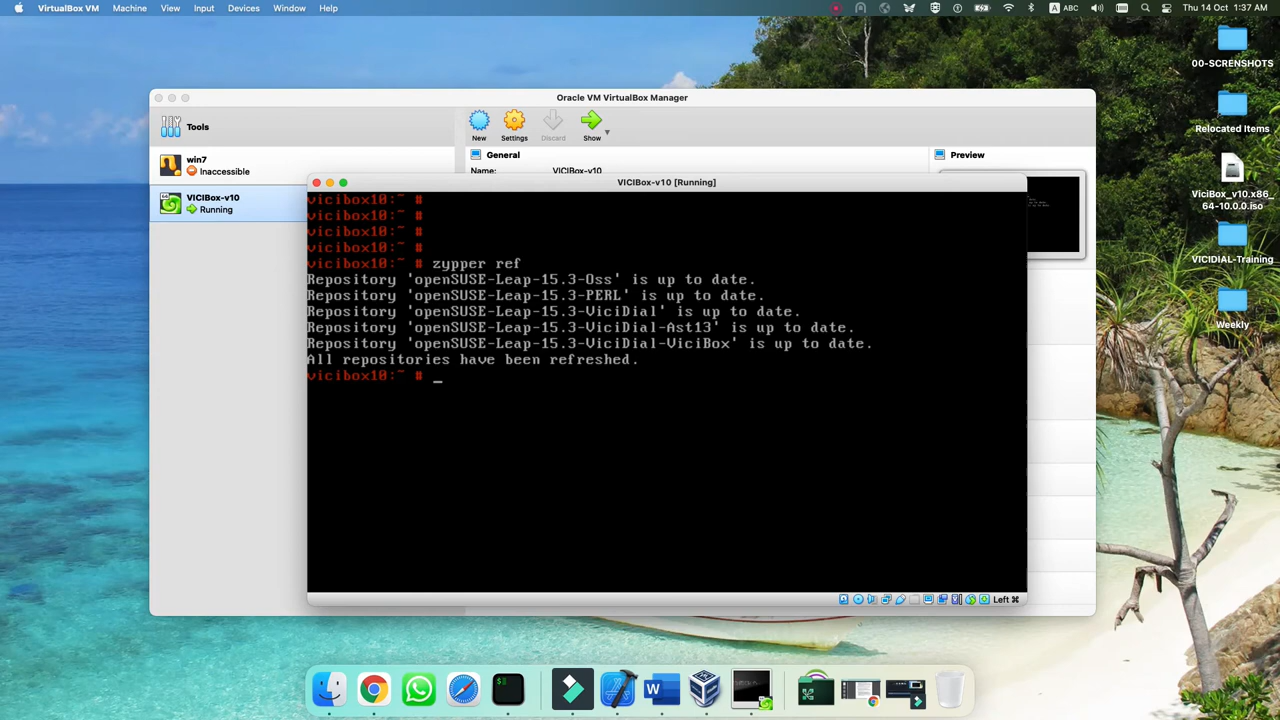 VirtualBox VM Machine View Input Devices Window Help
ABC Thu 14 Oct 1:37 AM
00-SCRENSHOTS
Relocated Items
ViciBox_v10.x86_
64-10.0.0.iso
VICIDIAL-Training
Weekly
Oracle VM VirtualBox Manager
Tools
New Settings Discard Show
win7
Inaccessible
General
Preview
Name: VICIBox-v10
VICIBox-v10
Running
VICIBox-v10 [Running]
vicibox10:~ #
vicibox10:~ #
vicibox10:~ #
vicibox10:~ #
vicibox10:~ # zypper ref
Repository 'openSUSE-Leap-15.3-Oss' is up to date.
Repository 'openSUSE-Leap-15.3-PERL' is up to date.
Repository 'openSUSE-Leap-15.3-ViciDial' is up to date.
Repository 'openSUSE-Leap-15.3-ViciDial-Ast13' is up to date.
Repository 'openSUSE-Leap-15.3-ViciDial-ViciBox' is up to date.
All repositories have been refreshed.
vicibox10:~ # _
Left ⌘